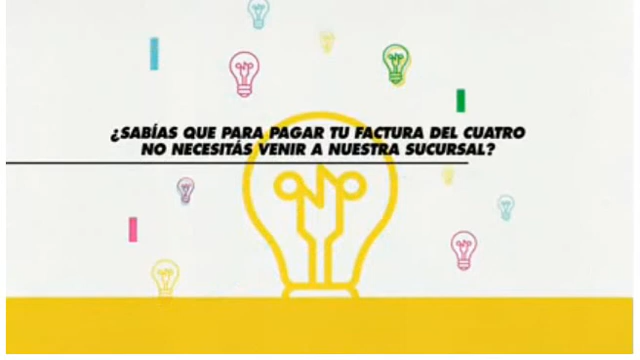 ¿SABÍAS QUE PARA PAGAR TU FACTURA DEL CUATRO
NO NECESITÁS VENIR A NUESTRA SUCURSAL?